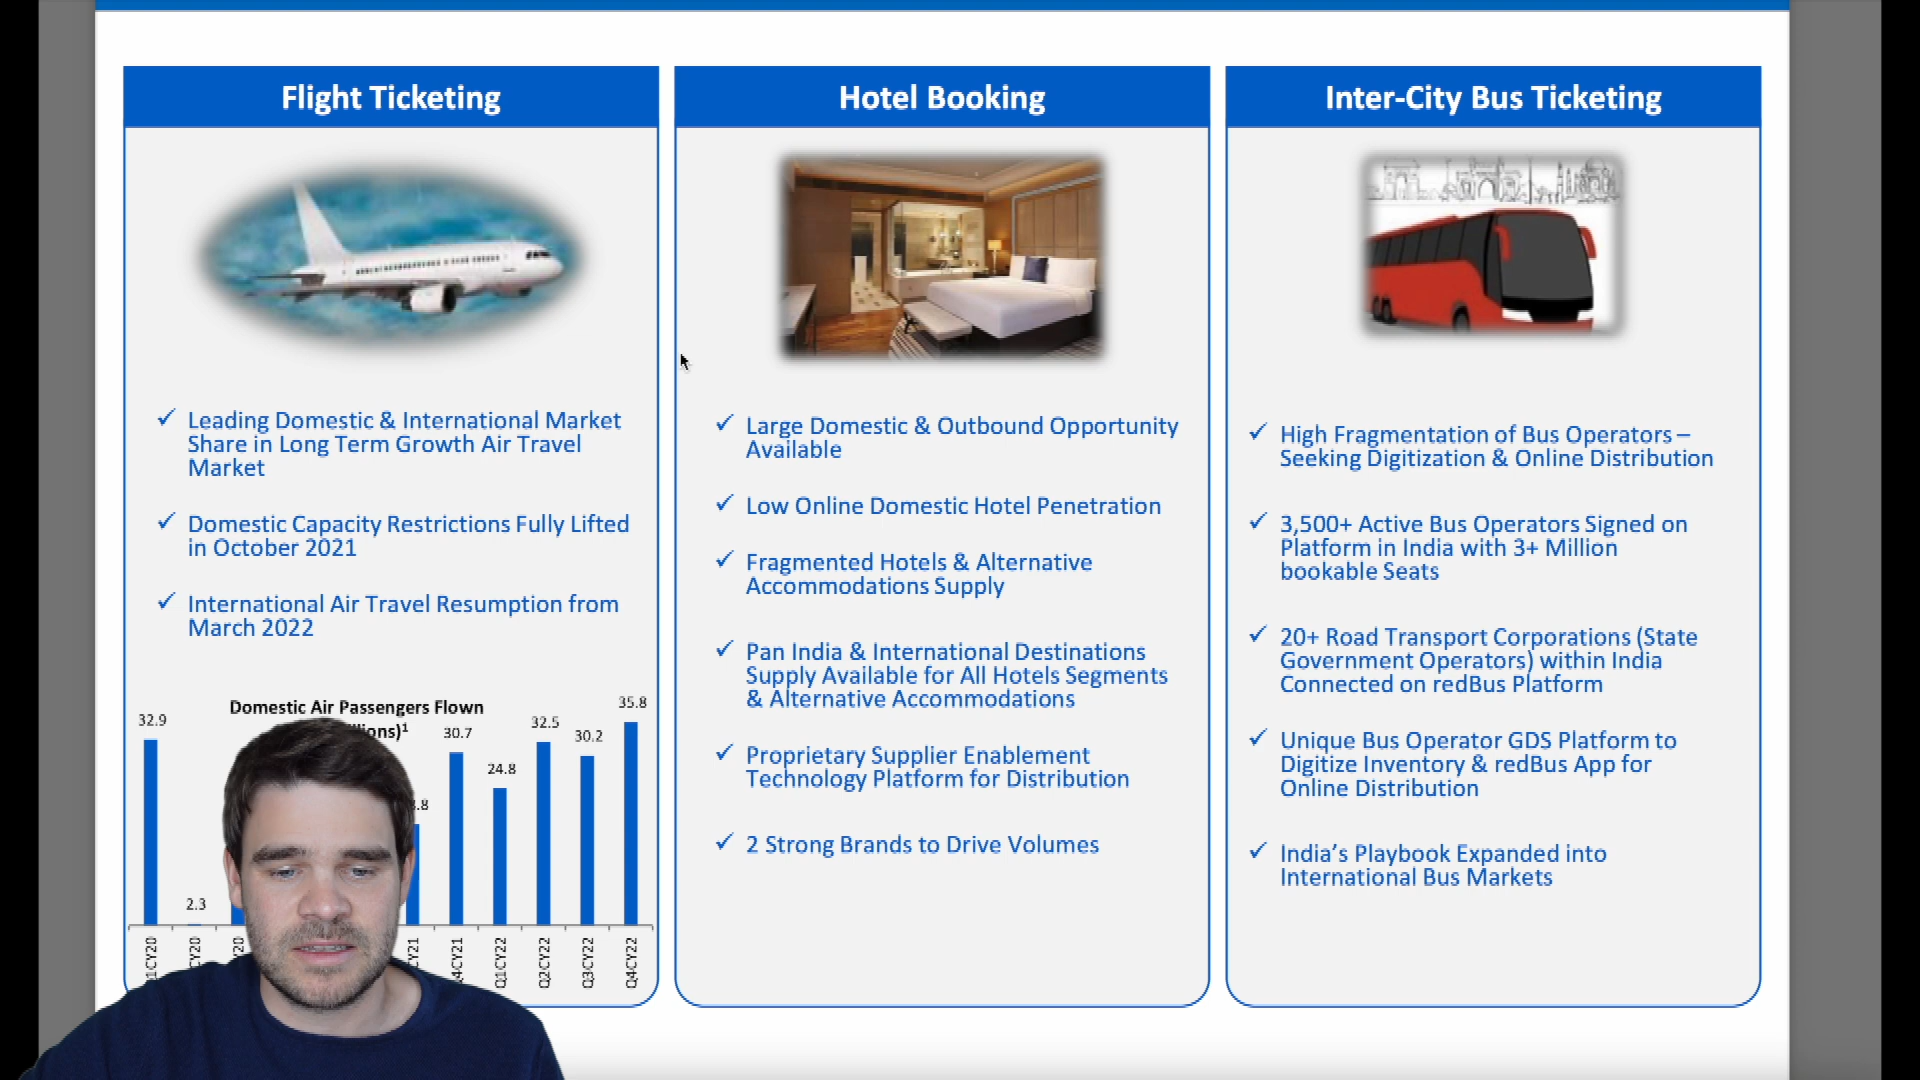 Flight Ticketing
Leading Domestic & International Market
Share in Long Term Growth Air Travel
Market
Domestic Capacity Restrictions Fully Lifted
in October 2021
International Air Travel Resumption from
March 2022
Domestic Air Passengers Flown
32.9
2.3
30.7
24.8
32.5
30.2
35.8
Q1CY22
Q2CY22
Q3CY22
Q4CY22
Hotel Booking
Large Domestic & Outbound Opportunity
Available
Low Online Domestic Hotel Penetration
Fragmented Hotels & Alternative
Accommodations Supply
Pan India & International Destinations
Supply Available for All Hotels Segments
& Alternative Accommodations
Proprietary Supplier Enablement
Technology Platform for Distribution
2 Strong Brands to Drive Volumes
Inter-City Bus Ticketing
High Fragmentation of Bus Operators –
Seeking Digitization & Online Distribution
3,500+ Active Bus Operators Signed on
Platform in India with 3+ Million
bookable Seats
20+ Road Transport Corporations (State
Government Operators) within India
Connected on redBus Platform
Unique Bus Operator GDS Platform to
Digitize Inventory & redBus App for
Online Distribution
India’s Playbook Expanded into
International Bus Markets